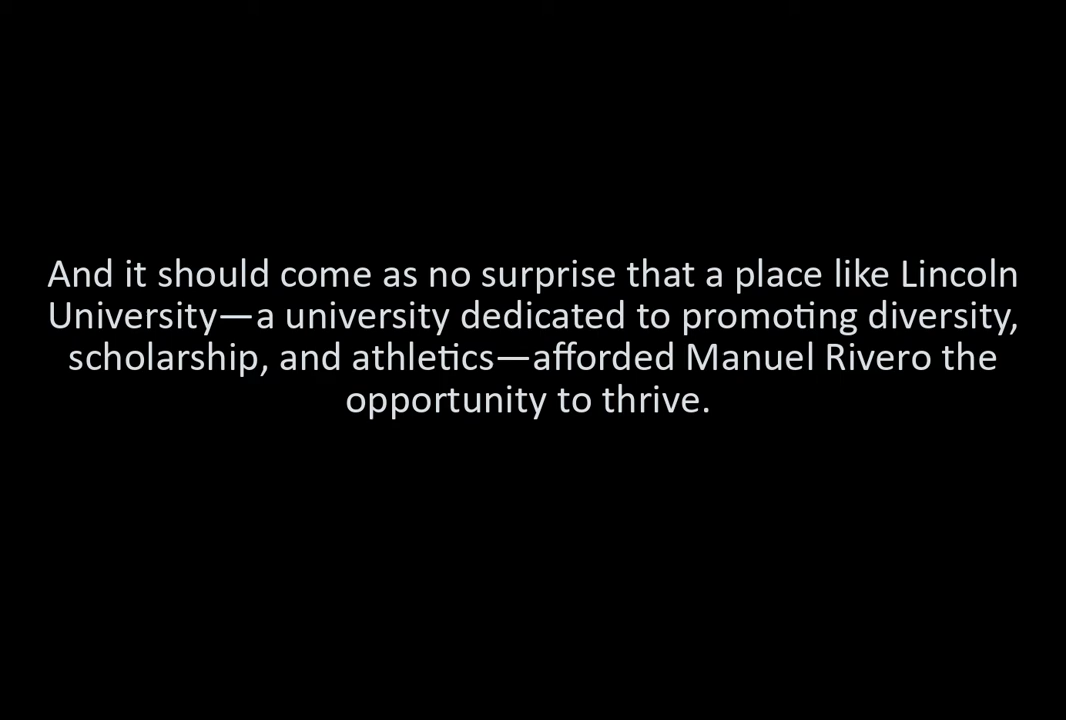 And it should come as no surprise that a place like Lincoln
University—a university dedicated to promoting diversity,
scholarship, and athletics—afforded Manuel Rivero the
opportunity to thrive.